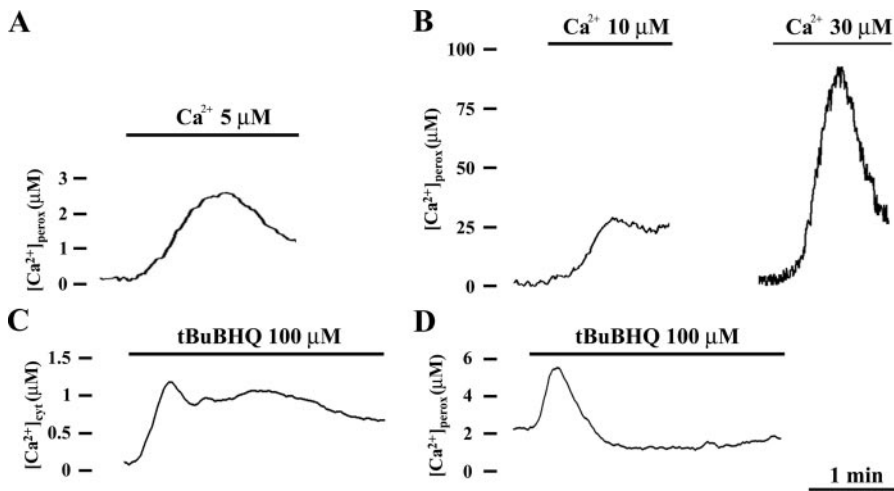 A
Ca²⁺ 5 μM
[Ca²⁺]perox(μM)
3
2
1
0
B
Ca²⁺ 10 μM
Ca²⁺ 30 μM
[Ca²⁺]perox(μM)
100
75
50
25
0
C
tBuBHQ 100 μM
[Ca²⁺]cyt(μM)
1.5
1
0.5
0
D
tBuBHQ 100 μM
[Ca²⁺]perox(μM)
6
4
2
0
1 min